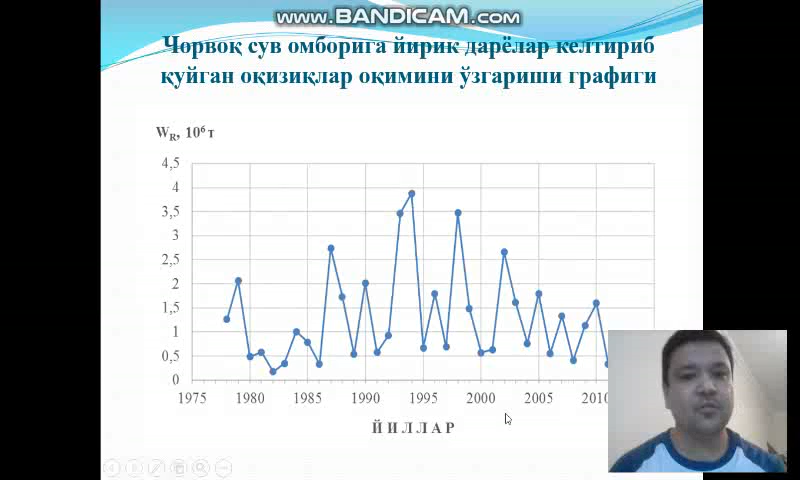 www.BANDICAM.com
Чорвоқ сув омборига йирик дарёлар келтириб
қуйган оқизиқлар оқимини ўзгариши графиги
W_R, 10⁶ т
4,5
4
3,5
3
2,5
2
1,5
1
0,5
0
1975 1980 1985 1990 1995 2000 2005 2010
ЙИЛЛАР